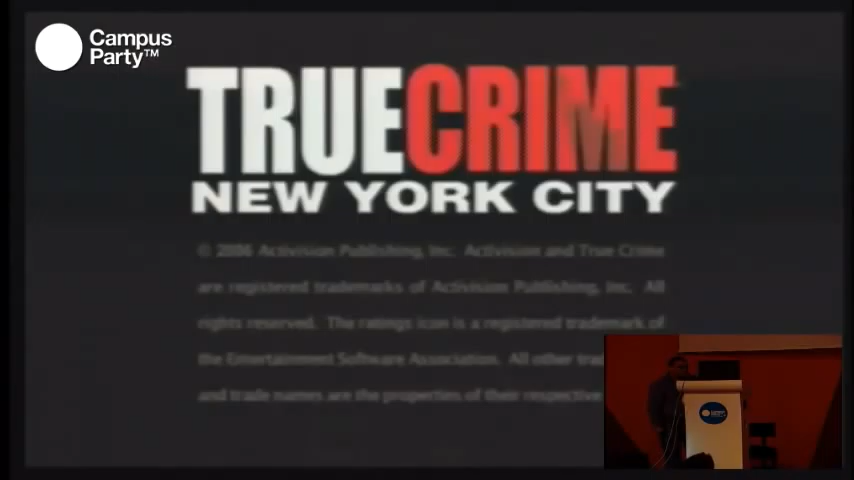 Campus
Party™
TRUECRIME
NEW YORK CITY
© 2006 Activision Publishing, Inc. Activision and True Crime
are registered trademarks of Activision Publishing, Inc. All
rights reserved. The ratings icon is a registered trademark of
the Entertainment Software Association. All other
and trade names are the properties of their respective